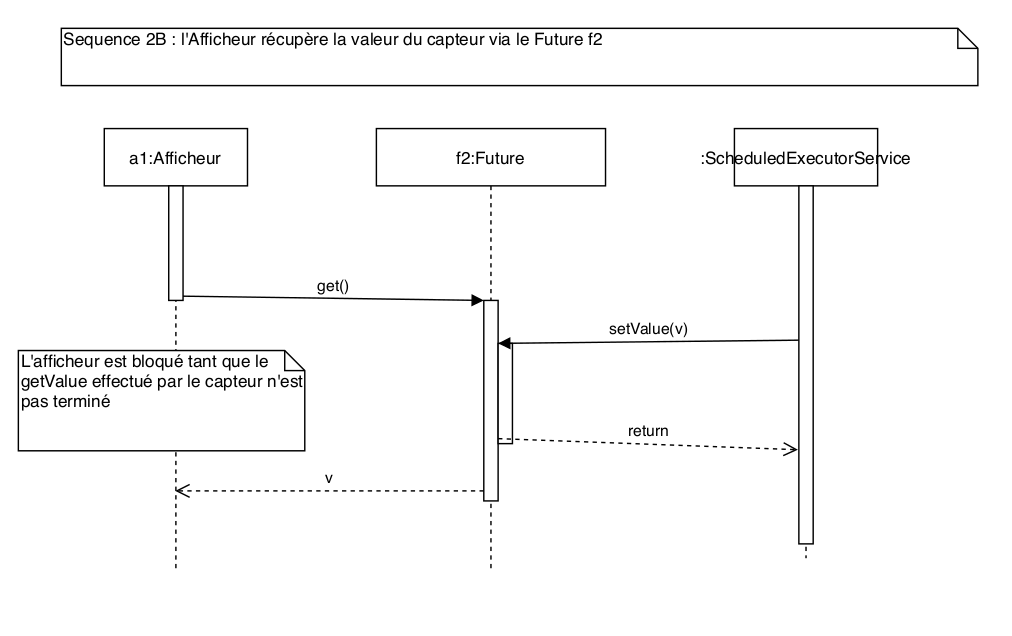 Sequence 2B : l'Afficheur récupère la valeur du capteur via le Future f2
a1:Afficheur
f2:Future
:ScheduledExecutorService
get()
setValue(v)
L'afficheur est bloqué tant que le
getValue effectué par le capteur n'est
pas terminé
return
v